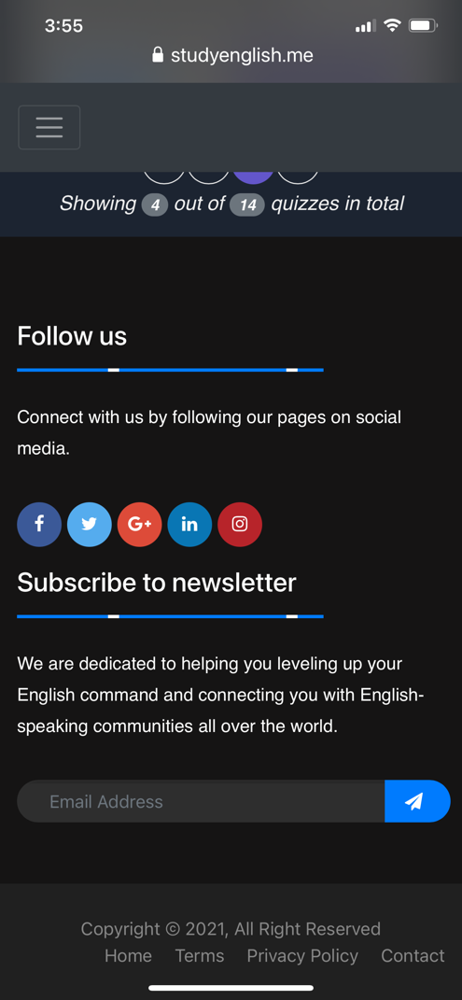 3:55
studyenglish.me
Showing 4 out of 14 quizzes in total
Follow us
Connect with us by following our pages on social
media.
f G+ in
Subscribe to newsletter
We are dedicated to helping you leveling up your
English command and connecting you with English-
speaking communities all over the world.
Email Address
Copyright © 2021, All Right Reserved
Home Terms Privacy Policy Contact